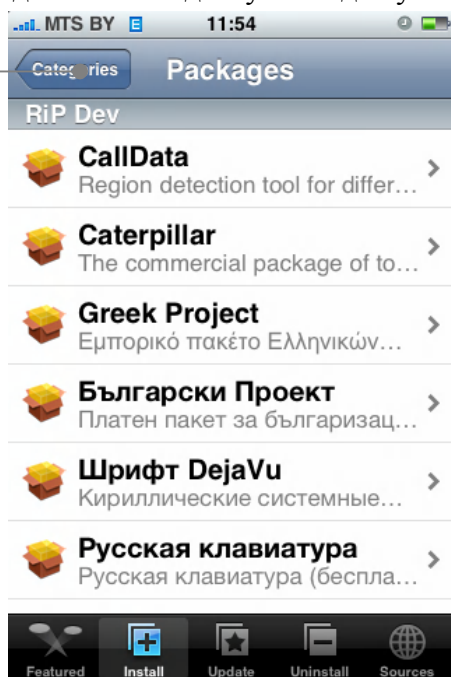 MTS BY E 11:54
Categories Packages
RiP Dev
CallData
Region detection tool for differ...
Caterpillar
The commercial package of to...
Greek Project
Εμπορικό πακέτο Ελληνικών...
Български Проект
Платен пакет за българизац...
Шрифт DejaVu
Кириллические системные...
Русская клавиатура
Русская клавиатура (беспла...
Featured Install Update Uninstall Sources